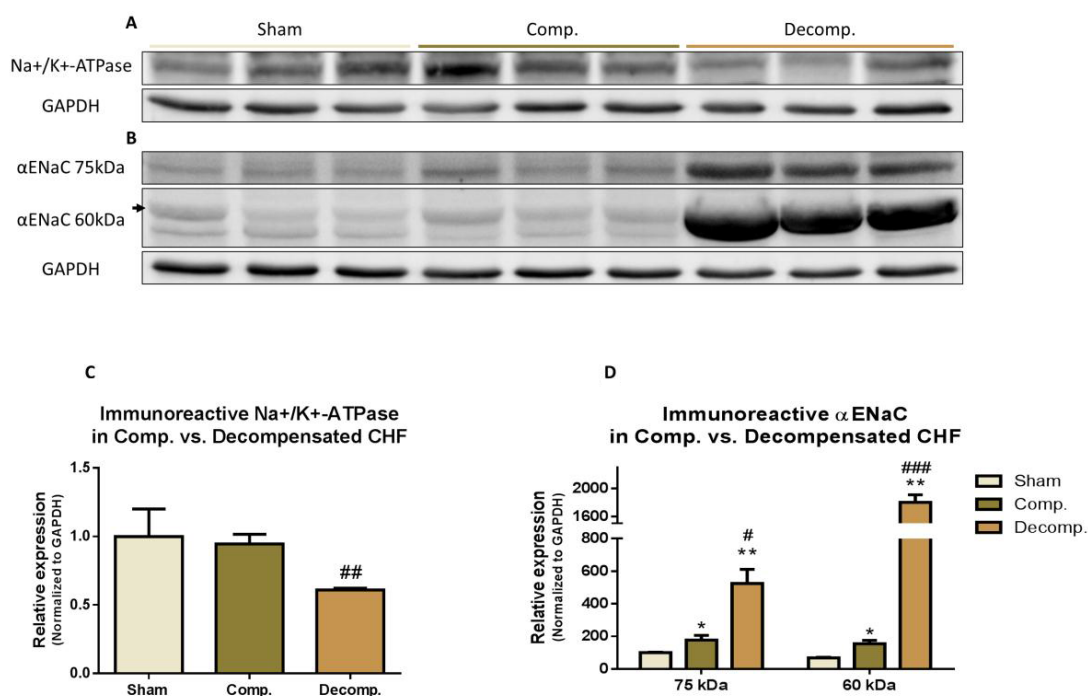 A
Sham Comp. Decomp.
Na+/K+-ATPase
GAPDH
B
αENaC 75kDa
αENaC 60kDa
GAPDH
C
Immunoreactive Na+/K+-ATPase
in Comp. vs. Decompensated CHF
Relative expression
(Normalized to GAPDH)
1.5
1.0
0.5
0.0
##
Sham Comp. Decomp.
D
Immunoreactive αENaC
in Comp. vs. Decompensated CHF
Relative expression
(Normalized to GAPDH)
2000
1600
800
600
400
200
0
*
#
**
*
###
**
75 kDa 60 kDa
Sham
Comp.
Decomp.